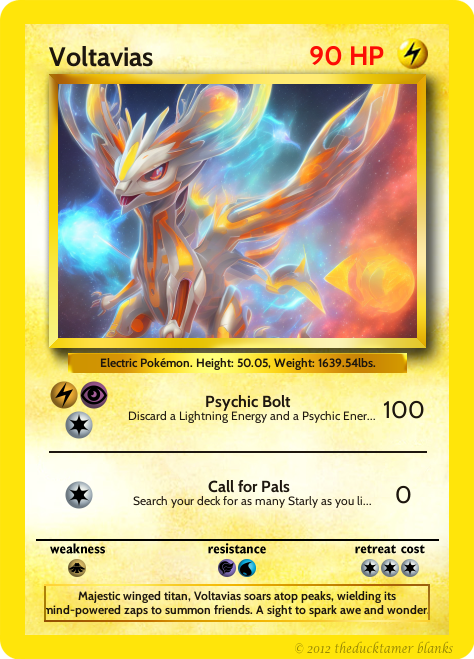 Voltavias
90 HP
Electric Pokémon. Height: 50.05, Weight: 1639.54lbs.
Psychic Bolt
Discard a Lightning Energy and a Psychic Ener...
100
Call for Pals
Search your deck for as many Starly as you li...
0
weakness
resistance
retreat cost
Majestic winged titan, Voltavias soars atop peaks, wielding its
mind-powered zaps to summon friends. A sight to spark awe and wonder.
© 2012 theducktamer blanks